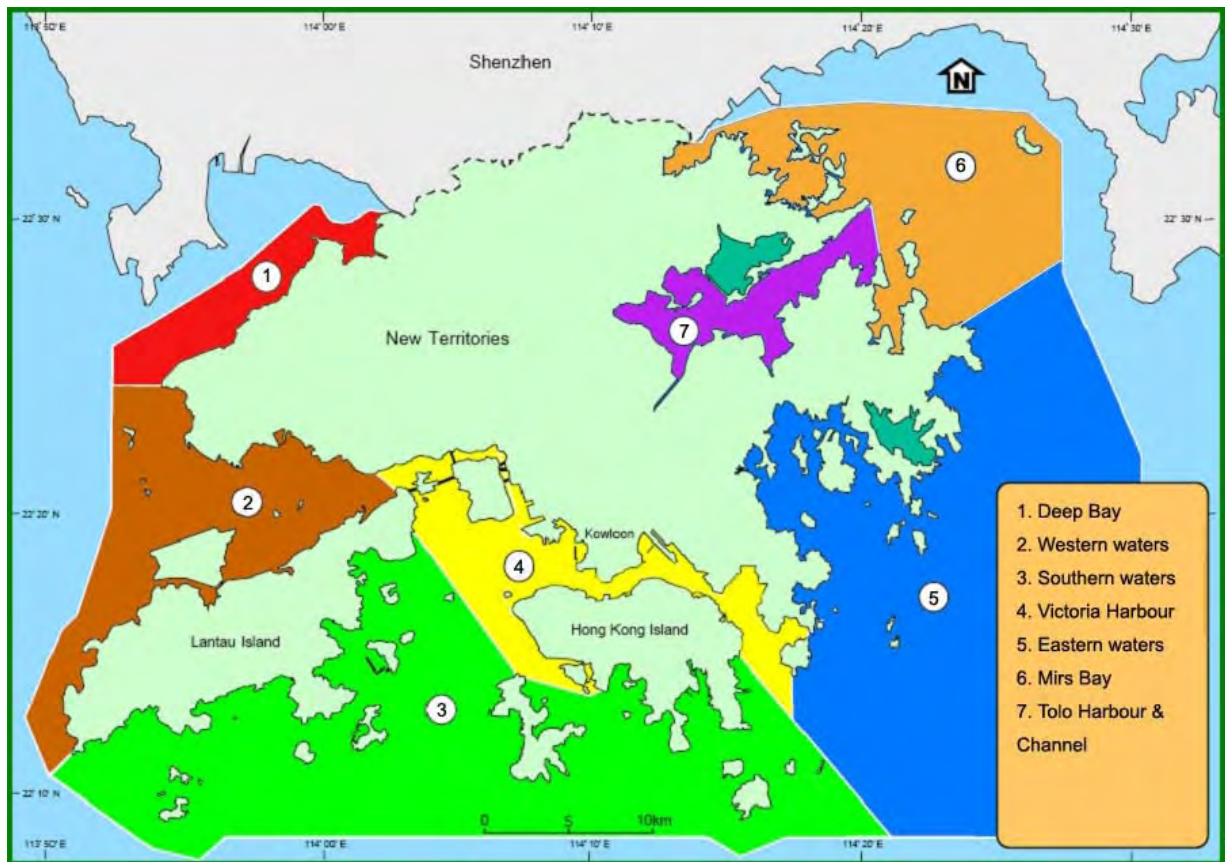 113° 50' E
114° 00' E
114° 10' E
114° 20' E
114° 30' E
Shenzhen
N
6
22° 30' N
22° 30' N
1
7
New Territories
2
22° 20' N
Kowloon
4
5
Hong Kong Island
Lantau Island
3
1. Deep Bay
2. Western waters
3. Southern waters
4. Victoria Harbour
5. Eastern waters
6. Mirs Bay
7. Tolo Harbour &
Channel
22° 10' N
0 5 10km
113° 50' E
114° 00' E
114° 10' E
114° 20' E